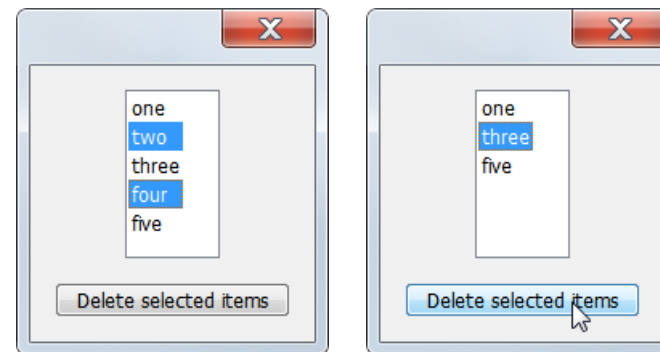 one
two
three
four
five
Delete selected items
one
three
five
Delete selected items